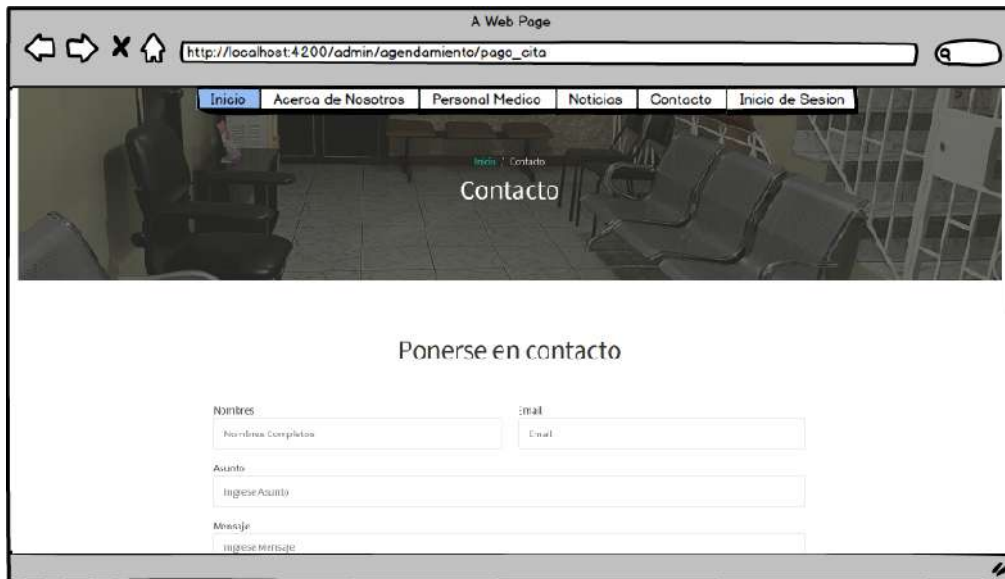 A Web Page
http://localhost:4200/admin/agendamiento/pago_cita
Inicio Acerca de Nosotros Personal Medico Noticias Contacto Inicio de Sesion
Inicio / Contacto
Contacto
Ponerse en contacto
Nombres Email
Nombres Completos Email
Asunto
Ingrese Asunto
Mensaje
Ingrese Mensaje